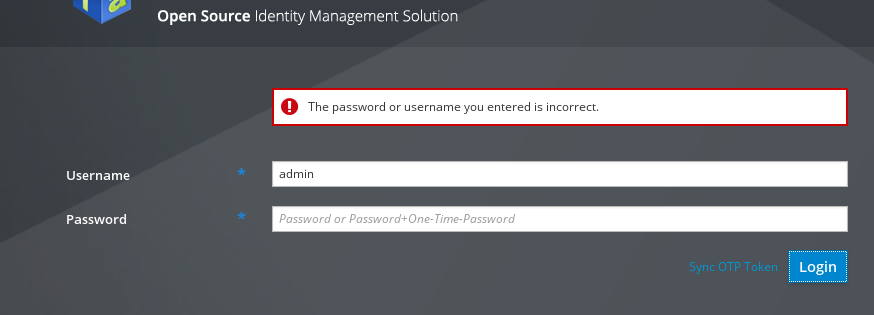 Open Source Identity Management Solution
The password or username you entered is incorrect.
Username * admin
Password * Password or Password+One-Time-Password
Sync OTP Token Login